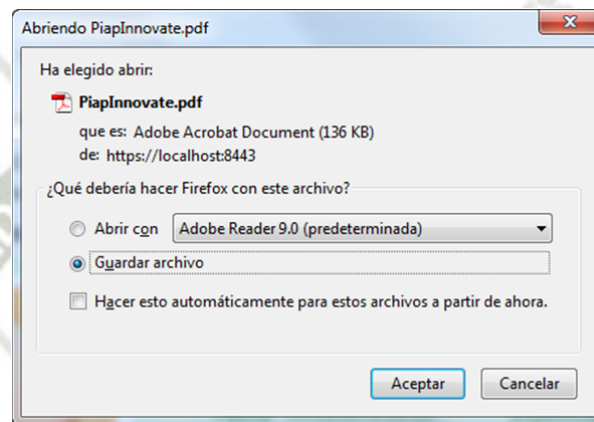 Abriendo PiapInnovate.pdf
Ha elegido abrir:
PiapInnovate.pdf
que es: Adobe Acrobat Document (136 KB)
de: https://localhost:8443
¿Qué debería hacer Firefox con este archivo?
Abrir con Adobe Reader 9.0 (predeterminada)
Guardar archivo
Hacer esto automáticamente para estos archivos a partir de ahora.
Aceptar Cancelar